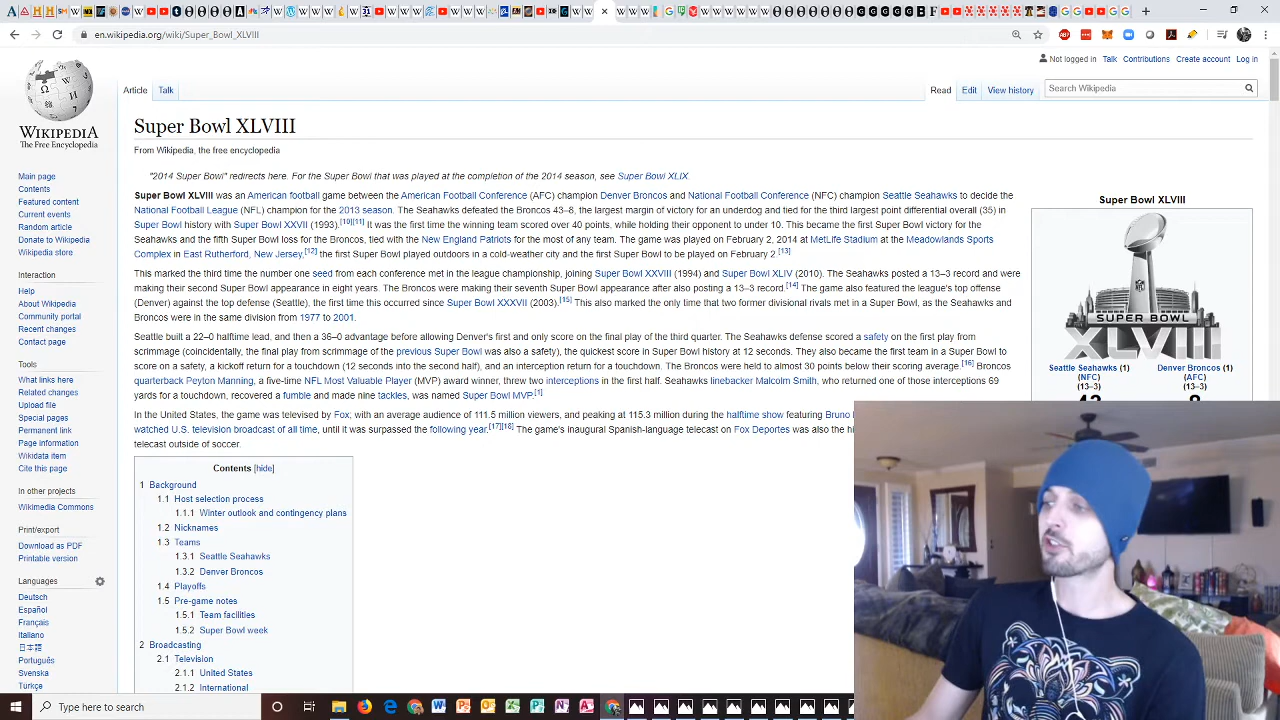 en.wikipedia.org/wiki/Super_Bowl_XLVIII
Not logged in Talk Contributions Create account Log in
Article Talk Read Edit View history Search Wikipedia
WIKIPEDIA
The Free Encyclopedia
Main page
Contents
Featured content
Current events
Random article
Donate to Wikipedia
Wikipedia store
Interaction
Help
About Wikipedia
Community portal
Recent changes
Contact page
Tools
What links here
Related changes
Upload file
Special pages
Permanent link
Page information
Wikidata item
Cite this page
In other projects
Wikimedia Commons
Print/export
Download as PDF
Printable version
Languages
Deutsch
Español
Français
Italiano
日本語
Português
Svenska
Türkçe
Super Bowl XLVIII
From Wikipedia, the free encyclopedia
"2014 Super Bowl" redirects here. For the Super Bowl that was played at the completion of the 2014 season, see Super Bowl XLIX.
Super Bowl XLVIII was an American football game between the American Football Conference (AFC) champion Denver Broncos and National Football Conference (NFC) champion Seattle Seahawks to decide the
National Football League (NFL) champion for the 2013 season. The Seahawks defeated the Broncos 43–8, the largest margin of victory for an underdog and tied for the third largest point differential overall (35) in
Super Bowl history with Super Bowl XXVII (1993).[10][11] It was the first time the winning team scored over 40 points, while holding their opponent to under 10. This became the first Super Bowl victory for the
Seahawks and the fifth Super Bowl loss for the Broncos, tied with the New England Patriots for the most of any team. The game was played on February 2, 2014 at MetLife Stadium at the Meadowlands Sports
Complex in East Rutherford, New Jersey,[12] the first Super Bowl played outdoors in a cold-weather city and the first Super Bowl to be played on February 2.[13]
This marked the third time the number one seed from each conference met in the league championship, joining Super Bowl XXVIII (1994) and Super Bowl XLIV (2010). The Seahawks posted a 13–3 record and were
making their second Super Bowl appearance in eight years. The Broncos were making their seventh Super Bowl appearance after also posting a 13–3 record.[14] The game also featured the league's top offense
(Denver) against the top defense (Seattle), the first time this occurred since Super Bowl XXXVII (2003).[15] This also marked the only time that two former divisional rivals met in a Super Bowl, as the Seahawks and
Broncos were in the same division from 1977 to 2001.
Seattle built a 22–0 halftime lead, and then a 36–0 advantage before allowing Denver's first and only score on the final play of the third quarter. The Seahawks defense scored a safety on the first play from
scrimmage (coincidentally, the final play from scrimmage of the previous Super Bowl was also a safety), the quickest score in Super Bowl history at 12 seconds. They also became the first team in a Super Bowl to
score on a safety, a kickoff return for a touchdown (12 seconds into the second half), and an interception return for a touchdown. The Broncos were held to almost 30 points below their scoring average.[16] Broncos
quarterback Peyton Manning, a five-time NFL Most Valuable Player (MVP) award winner, threw two interceptions in the first half. Seahawks linebacker Malcolm Smith, who returned one of those interceptions 69
yards for a touchdown, recovered a fumble and made nine tackles, was named Super Bowl MVP.[1]
In the United States, the game was televised by Fox, with an average audience of 111.5 million viewers, and peaking at 115.3 million during the halftime show featuring Bruno
watched U.S. television broadcast of all time, until it was surpassed the following year.[17][18] The game's inaugural Spanish-language telecast on Fox Deportes was also the
telecast outside of soccer.
Contents [hide]
1 Background
1.1 Host selection process
1.1.1 Winter outlook and contingency plans
1.2 Nicknames
1.3 Teams
1.3.1 Seattle Seahawks
1.3.2 Denver Broncos
1.4 Playoffs
1.5 Pre-game notes
1.5.1 Team facilities
1.5.2 Super Bowl week
2 Broadcasting
2.1 Television
2.1.1 United States
2.1.2 International
Super Bowl XLVIII
SUPER BOWL
XLVIII
Seattle Seahawks (1) Denver Broncos (1)
(NFC) (AFC)
(13–3) (13–3)
43 8
Type here to search